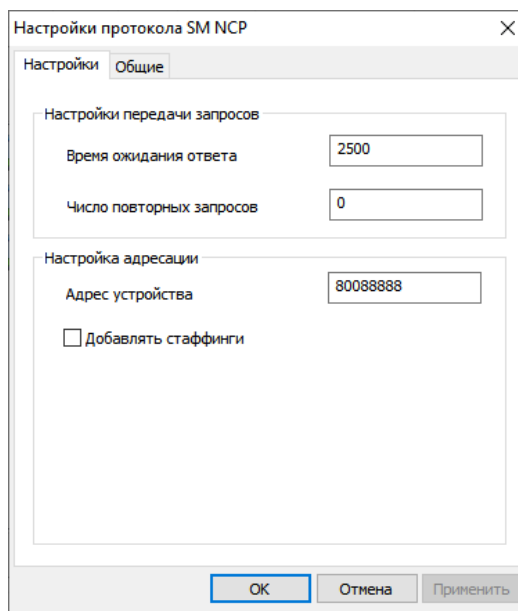 Настройки протокола SM NCP
Настройки Общие
Настройки передачи запросов
Время ожидания ответа 2500
Число повторных запросов 0
Настройка адресации
Адрес устройства 80088888
Добавлять стаффинги
ОК Отмена Применить